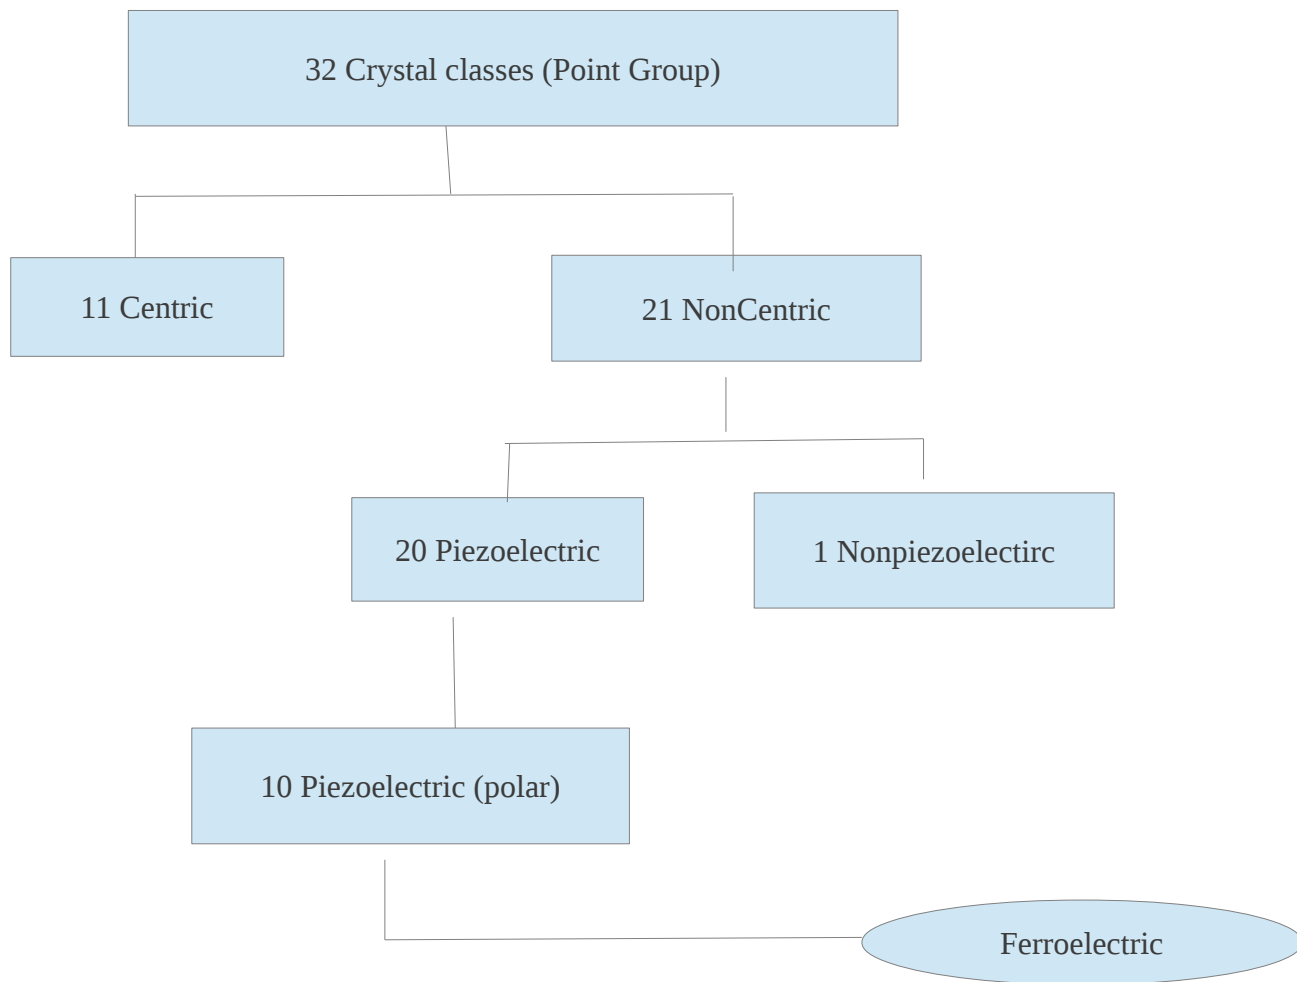 32 Crystal classes (Point Group)
11 Centric
21 NonCentric
20 Piezoelectric
1 Nonpiezoelectirc
10 Piezoelectric (polar)
Ferroelectric